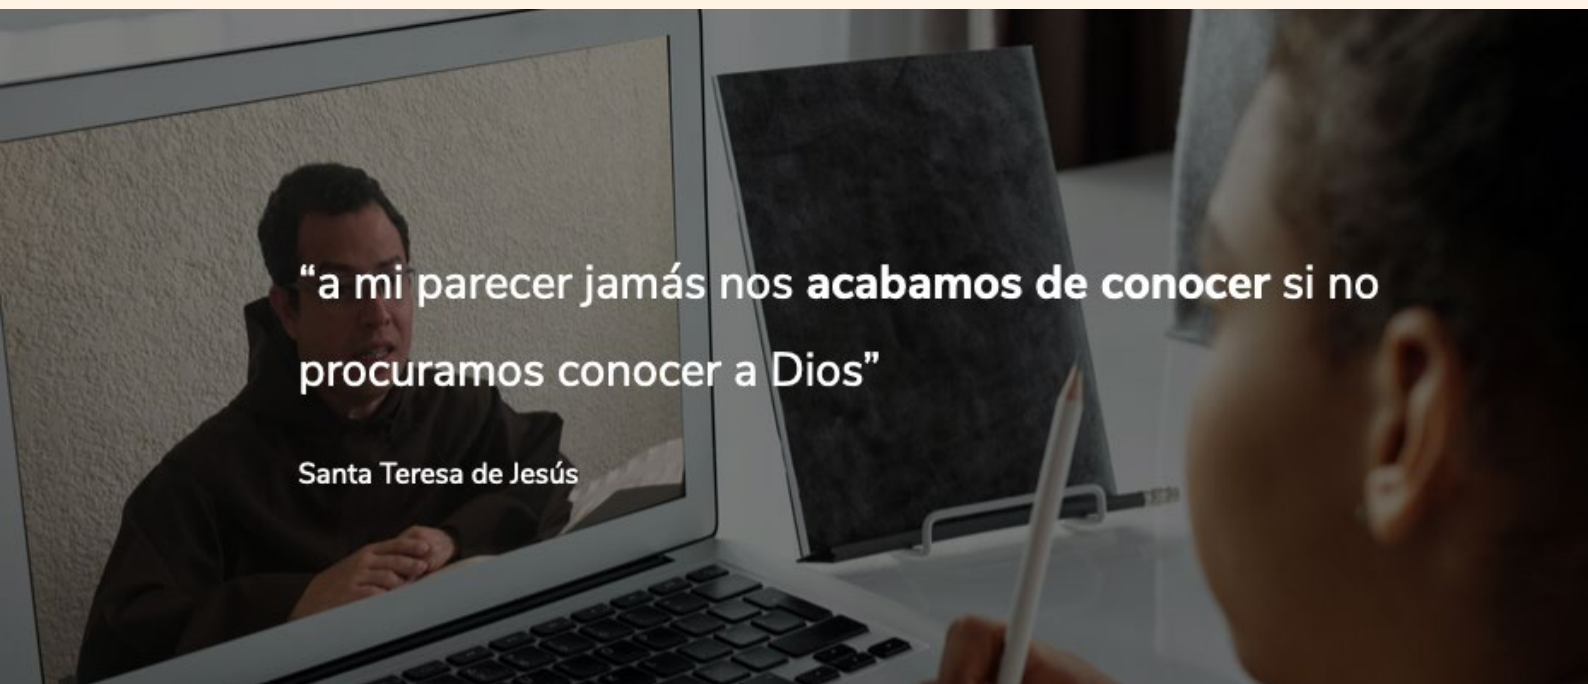 “a mi parecer jamás nos acabamos de conocer si no
procuramos conocer a Dios”
Santa Teresa de Jesús